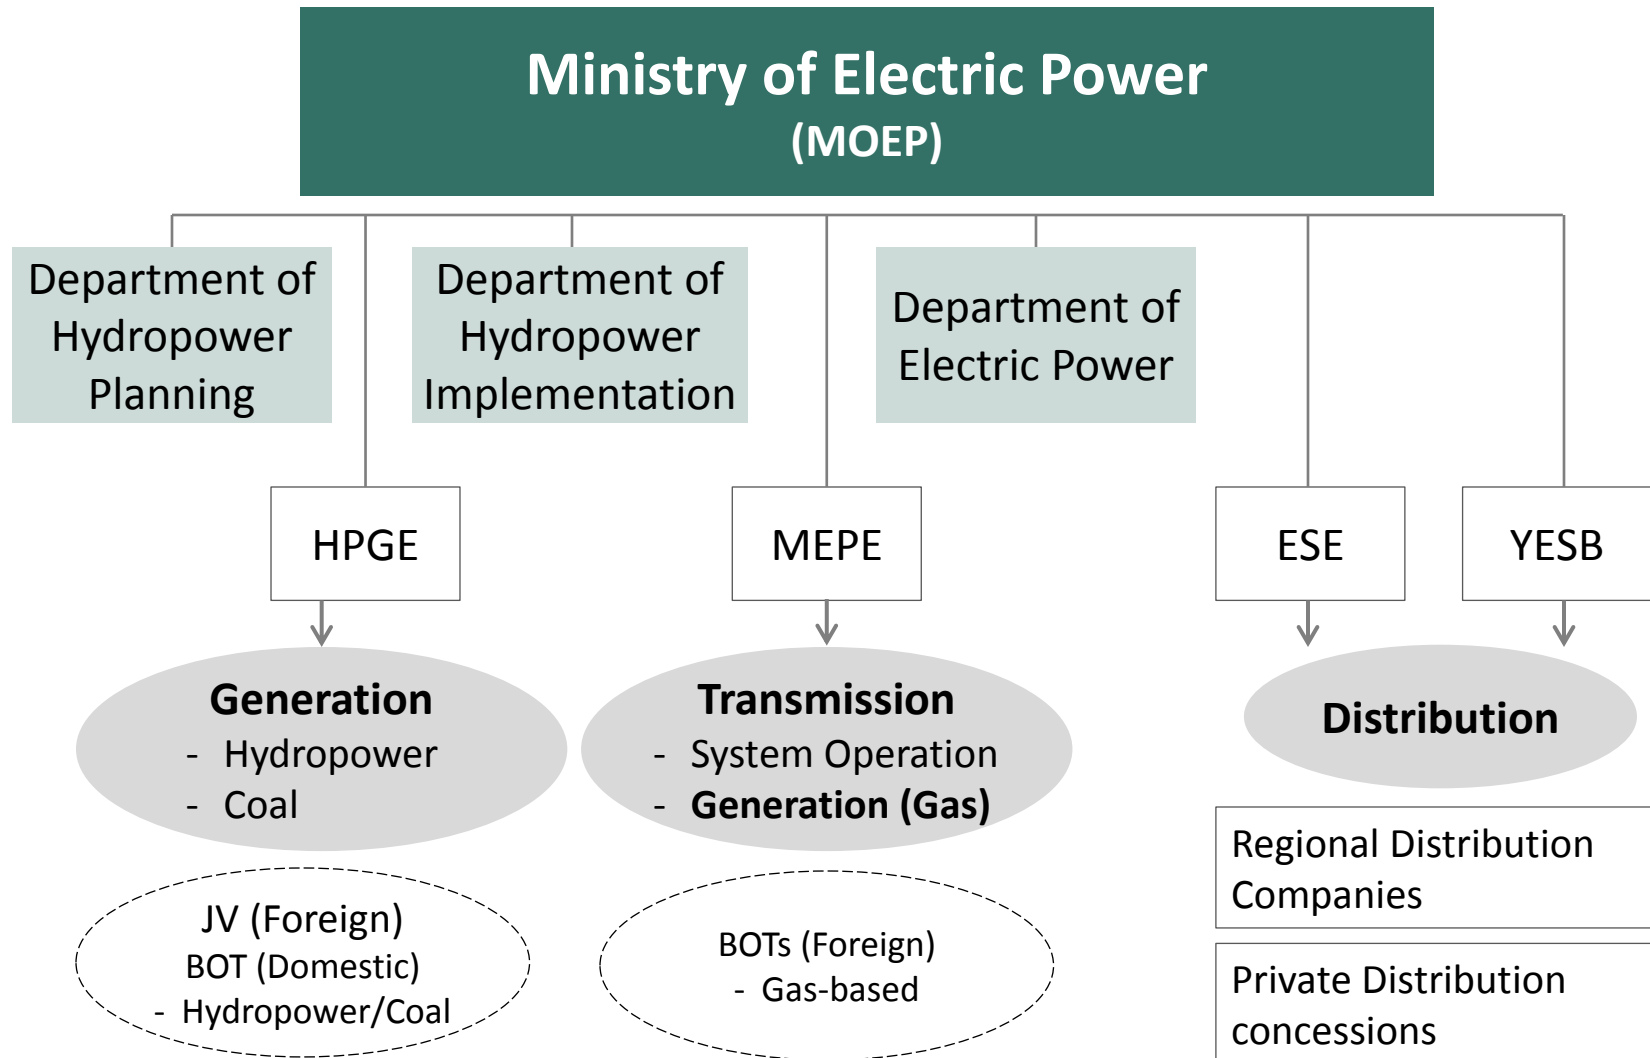 Ministry of Electric Power
(MOEP)
Department of
Hydropower
Planning
Department of
Hydropower
Implementation
Department of
Electric Power
HPGE
MEPE
ESE
YESB
Generation
- Hydropower
- Coal
Transmission
- System Operation
- Generation (Gas)
Distribution
JV (Foreign)
BOT (Domestic)
- Hydropower/Coal
BOTs (Foreign)
- Gas-based
Regional Distribution
Companies
Private Distribution
concessions